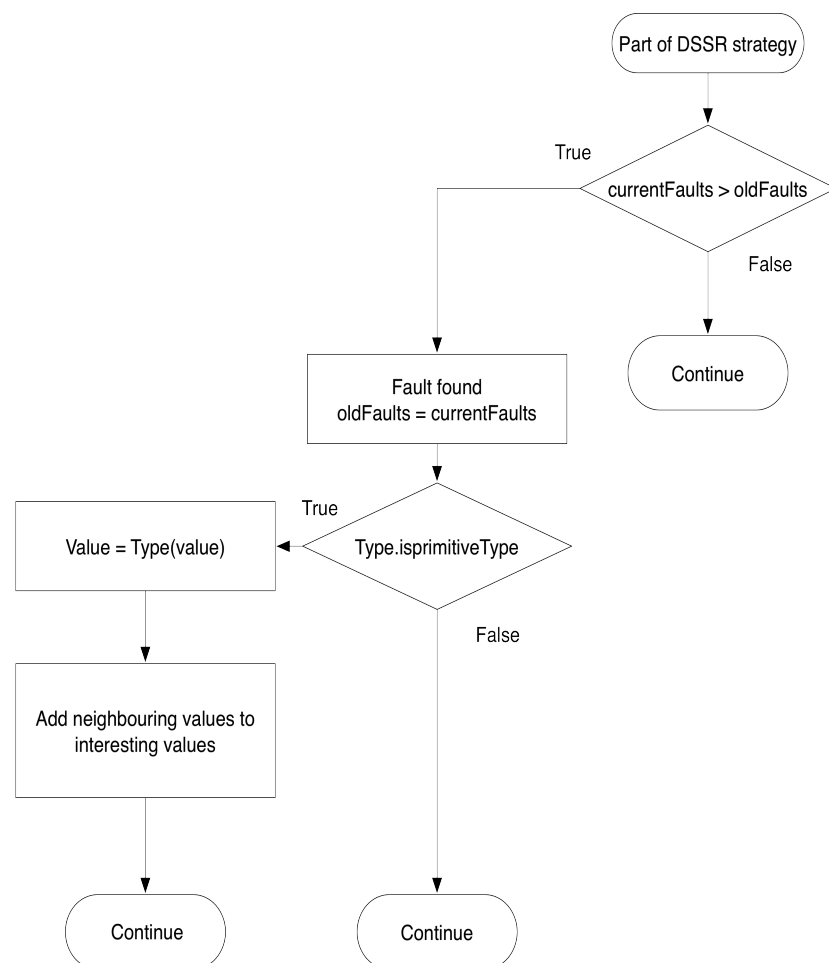 Part of DSSR strategy
True
currentFaults > oldFaults
False
Continue
Fault found
oldFaults = currentFaults
True
Value = Type(value)
Type.isprimitiveType
False
Add neighbouring values to
interesting values
Continue
Continue